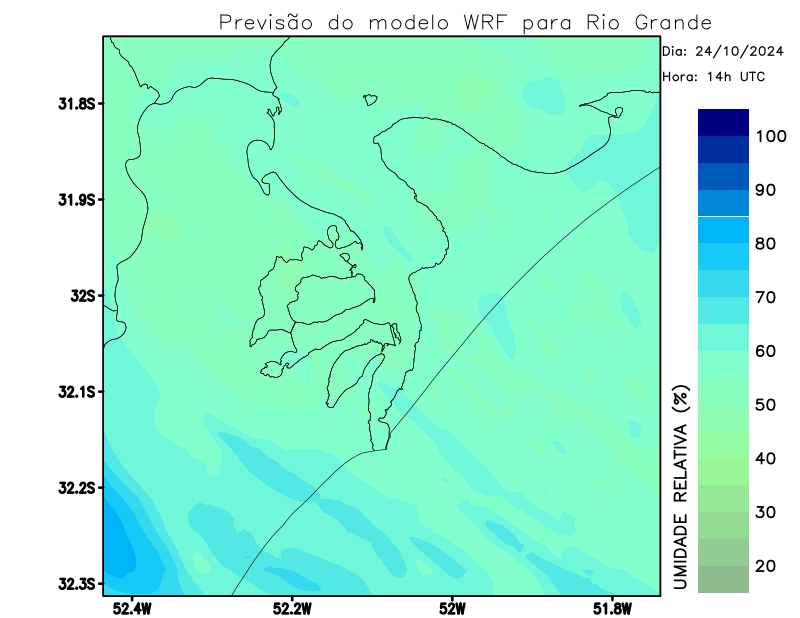 Previsão do modelo WRF para Rio Grande
Dia: 24/10/2024
Hora: 14h UTC
31.8S
31.9S
32S
32.1S
32.2S
32.3S
52.4W
52.2W
52W
51.8W
100
90
80
70
60
50
40
30
20
UMIDADE RELATIVA (%)